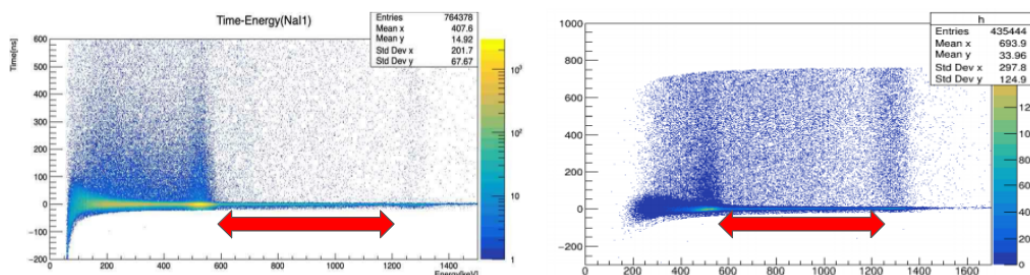 Time-Energy(NaI1)
Entries 764378
Mean x 407.6
Mean y 14.92
Std Dev x 201.7
Std Dev y 67.67
Time[ns]
600
500
400
300
200
100
0
−100
−200
0 200 400 600 800 1000 1200 1400
Energy[keV]
10³
10²
10
1
h
Entries 435444
Mean x 693.9
Mean y 33.96
Std Dev x 297.8
Std Dev y 124.9
1000
800
600
400
200
0
−200
0 200 400 600 800 1000 1200 1400 1600
80
60
40
20
0